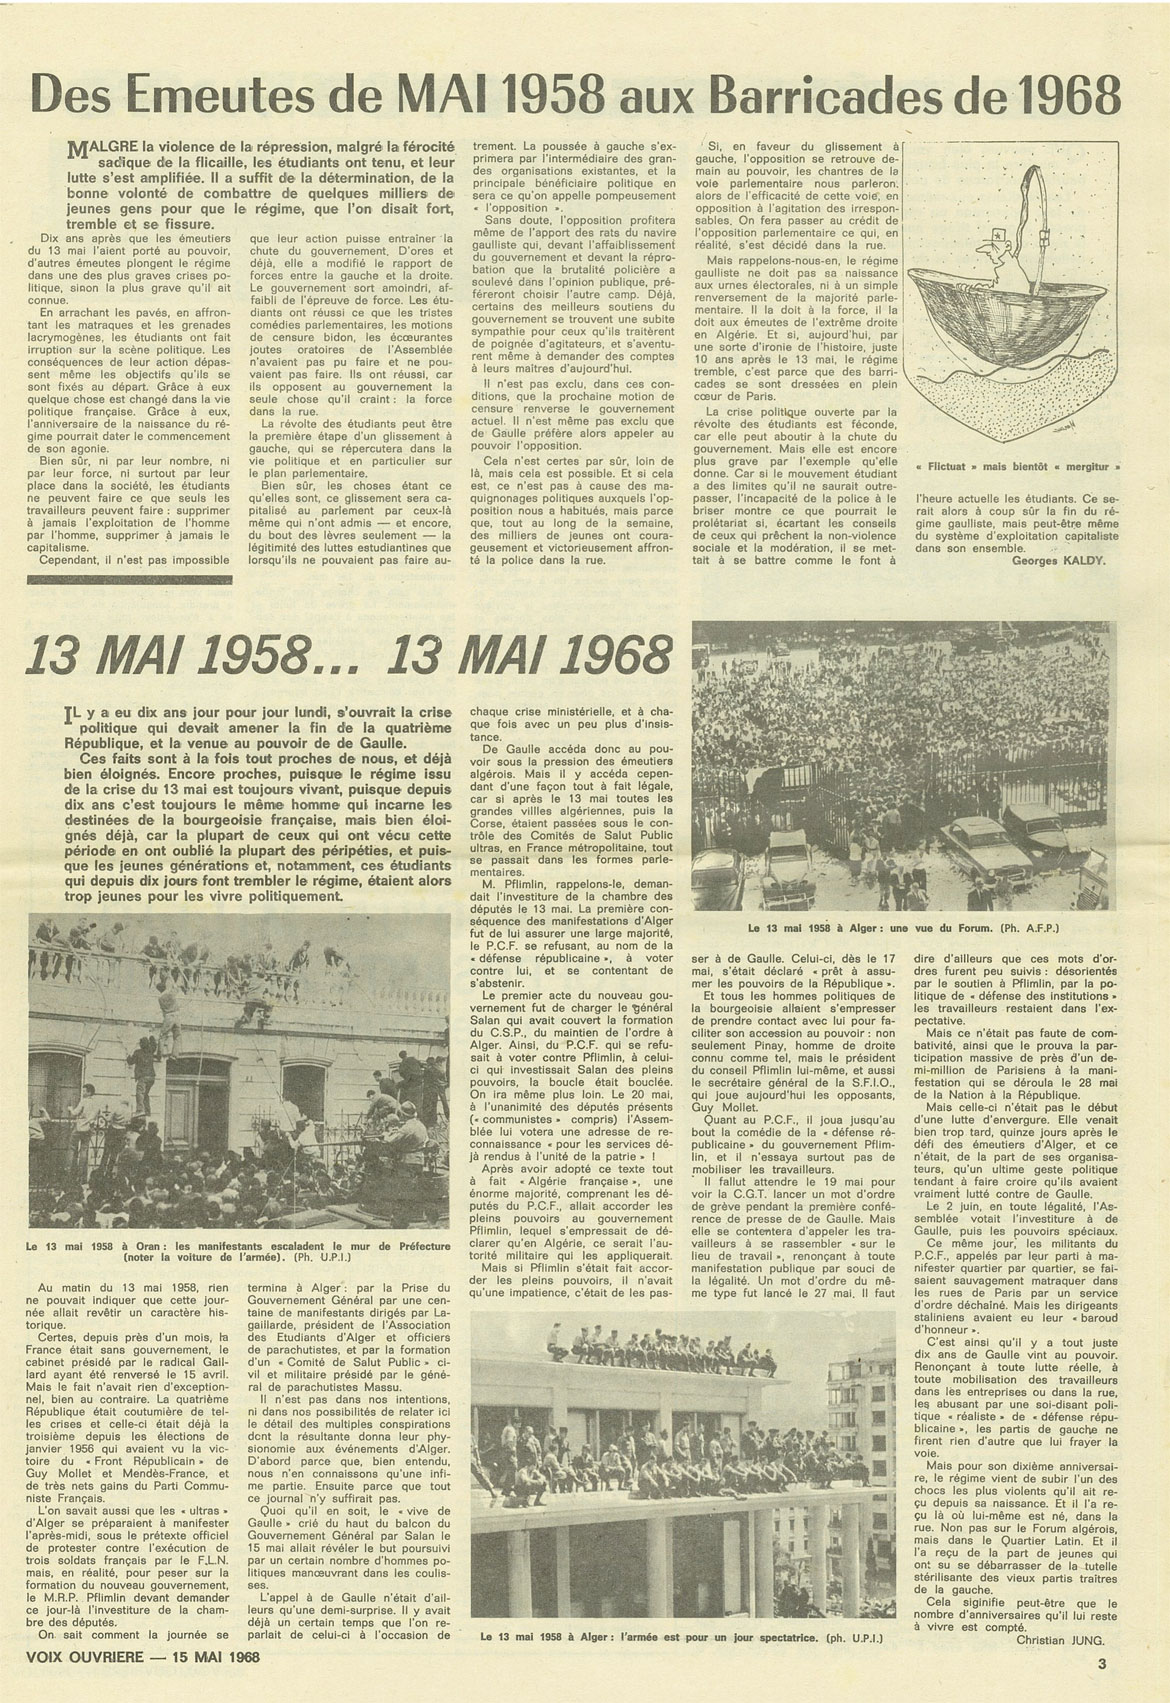 Des Emeutes de MAI 1958 aux Barricades de 1968
MALGRE la violence de la répression, malgré la férocité
sadique de la flicaille, les étudiants ont tenu, et leur
lutte s'est amplifiée. Il a suffit de la détermination, de la
bonne volonté de combattre de quelques milliers de
jeunes gens pour que le régime, que l'on disait fort,
tremble et se fissure.
Dix ans après que les émeutiers
du 13 mai l'aient porté au pouvoir,
d'autres émeutes plongent le régime
dans une des plus graves crises po-
litique, sinon la plus grave qu'il ait
connue.
En arrachant les pavés, en affron-
tant les matraques et les grenades
lacrymogènes, les étudiants ont fait
irruption sur la scène politique. Les
conséquences de leur action dépas-
sent même les objectifs qu'ils se
sont fixés au départ. Grâce à eux
quelque chose est changé dans la vie
politique française. Grâce à eux,
l'anniversaire de la naissance du ré-
gime pourrait dater le commencement
de son agonie.
Bien sûr, ni par leur nombre, ni
par leur force, ni surtout par leur
place dans la société, les étudiants
ne peuvent faire ce que seuls les
travailleurs peuvent faire : supprimer
à jamais l'exploitation de l'homme
par l'homme, supprimer à jamais le
capitalisme.
Cependant, il n'est pas impossible
que leur action puisse entraîner la
chute du gouvernement. D'ores et
déjà, elle a modifié le rapport de
forces entre la gauche et la droite.
Le gouvernement sort amoindri, af-
faibli de l'épreuve de force. Les étu-
diants ont réussi ce que les tristes
comédies parlementaires, les motions
de censure bidon, les écœurantes
joutes oratoires de l'Assemblée
n'avaient pas pu faire et ne pou-
vaient pas faire. Ils ont réussi, car
ils opposent au gouvernement la
seule chose qu'il craint : la force
dans la rue.
La révolte des étudiants peut être
la première étape d'un glissement à
gauche, qui se répercutera dans la
vie politique et en particulier sur
le plan parlementaire.
Bien sûr, les choses étant ce
qu'elles sont, ce glissement sera ca-
pitalisé au parlement par ceux-là
même qui n'ont admis — et encore,
du bout des lèvres seulement — la
légitimité des luttes estudiantines que
lorsqu'ils ne pouvaient pas faire au-
trement. La poussée à gauche s'ex-
primera par l'intermédiaire des gran-
des organisations existantes, et la
principale bénéficiaire politique en
sera ce qu'on appelle pompeusement
« l'opposition ».
Sans doute, l'opposition profitera
même de l'apport des rats du navire
gaulliste qui, devant l'affaiblissement
du gouvernement et devant la répro-
bation que la brutalité policière a
soulevé dans l'opinion publique, pré-
féreront choisir l'autre camp. Déjà,
certains des meilleurs soutiens du
gouvernement se trouvent une subite
sympathie pour ceux qu'ils traitèrent
de poignée d'agitateurs, et s'aventu-
rent même à demander des comptes
à leurs maîtres d'aujourd'hui.
Il n'est pas exclu, dans ces con-
ditions, que la prochaine motion de
censure renverse le gouvernement
actuel. Il n'est même pas exclu que
de Gaulle préfère alors appeler au
pouvoir l'opposition.
Cela n'est certes par sûr, loin de
là, mais cela est possible. Et si cela
est, ce n'est pas à cause des ma-
quignonages politiques auxquels l'op-
position nous a habitués, mais parce
que, tout au long de la semaine,
des milliers de jeunes ont coura-
geusement et victorieusement affron-
té la police dans la rue.
Si, en faveur du glissement à
gauche, l'opposition se retrouve de-
main au pouvoir, les chantres de la
voie parlementaire nous parleron.
alors de l'efficacité de cette voie, en
opposition à l'agitation des irrespon-
sables. On fera passer au crédit de
l'opposition parlementaire ce qui, en
réalité, s'est décidé dans la rue.
Mais rappelons-nous-en, le régime
gaulliste ne doit pas sa naissance
aux urnes électorales, ni à un simple
renversement de la majorité parle-
mentaire. Il la doit à la force, il la
doit aux émeutes de l'extrême droite
en Algérie. Et si, aujourd'hui, par
une sorte d'ironie de l'histoire, juste
10 ans après le 13 mai, le régime
tremble, c'est parce que des barri-
cades se sont dressées en plein
cœur de Paris.
La crise politique ouverte par la
révolte des étudiants est féconde,
car elle peut aboutir à la chute du
gouvernement. Mais elle est encore
plus grave par l'exemple qu'elle
donne. Car si le mouvement étudiant
a des limites qu'il ne saurait outre-
passer, l'incapacité de la police à le
briser montre ce que pourrait le
prolétariat si, écartant les conseils
de ceux qui prêchent la non-violence
sociale et la modération, il se met-
tait à se battre comme le font à
« Flictuat » mais bientôt « mergitur »
l'heure actuelle les étudiants. Ce se-
rait alors à coup sûr la fin du ré-
gime gaulliste, mais peut-être même
du système d'exploitation capitaliste
dans son ensemble.
Georges KALDY.
13 MAI 1958... 13 MAI 1968
IL y a eu dix ans jour pour jour lundi, s'ouvrait la crise
politique qui devait amener la fin de la quatrième
République, et la venue au pouvoir de de Gaulle.
Ces faits sont à la fois tout proches de nous, et déjà
bien éloignés. Encore proches, puisque le régime issu
de la crise du 13 mai est toujours vivant, puisque depuis
dix ans c'est toujours le même homme qui incarne les
destinées de la bourgeoisie française, mais bien éloi-
gnés déjà, car la plupart de ceux qui ont vécu cette
période en ont oublié la plupart des péripéties, et puis-
que les jeunes générations et, notamment, ces étudiants
qui depuis dix jours font trembler le régime, étaient alors
trop jeunes pour les vivre politiquement.
Le 13 mai 1958 à Oran : les manifestants escaladent le mur de Préfecture
(noter la voiture de l'armée). (Ph. U.P.I.)
Au matin du 13 mai 1958, rien
ne pouvait indiquer que cette jour-
née allait revêtir un caractère his-
torique.
Certes, depuis près d'un mois, la
France était sans gouvernement, le
cabinet présidé par le radical Gail-
lard ayant été renversé le 15 avril.
Mais le fait n'avait rien d'exception-
nel, bien au contraire. La quatrième
République était coutumière de tel-
les crises et celle-ci était déjà la
troisième depuis les élections de
janvier 1956 qui avaient vu la vic-
toire du « Front Républicain » de
Guy Mollet et Mendès-France, et
de très nets gains du Parti Commu-
niste Français.
L'on savait aussi que les « ultras »
d'Alger se préparaient à manifester
l'après-midi, sous le prétexte officiel
de protester contre l'exécution de
trois soldats français par le F.L.N.
mais, en réalité, pour peser sur la
formation du nouveau gouvernement,
le M.R.P. Pflimlin devant demander
ce jour-là l'investiture de la cham-
bre des députés.
On sait comment la journée se
termina à Alger : par la Prise du
Gouvernement Général par une cen-
taine de manifestants dirigés par La-
gaillarde, président de l'Association
des Etudiants d'Alger et officiers
de parachutistes, et par la formation
d'un « Comité de Salut Public » ci-
vil et militaire présidé par le géné-
ral de parachutistes Massu.
Il n'est pas dans nos intentions,
ni dans nos possibilités de relater ici
le détail des multiples conspirations
dont la résultante donna leur phy-
sionomie aux événements d'Alger.
D'abord parce que, bien entendu,
nous n'en connaissons qu'une infi-
me partie. Ensuite parce que tout
ce journal n'y suffirait pas.
Quoi qu'il en soit, le « vive de
Gaulle » crié du haut du balcon du
Gouvernement Général par Salan le
15 mai allait révéler le but poursuivi
par un certain nombre d'hommes po-
litiques manœuvrant dans les coulis-
ses.
L'appel à de Gaulle n'était d'ail-
leurs qu'une demi-surprise. Il y avait
déjà un certain temps que l'on re-
parlait de celui-ci à l'occasion de
chaque crise ministérielle, et à cha-
que fois avec un peu plus d'insis-
tance.
De Gaulle accéda donc au pou-
voir sous la pression des émeutiers
algérois. Mais il y accéda cepen-
dant d'une façon tout à fait légale,
car si après le 13 mai toutes les
grandes villles algériennes, puis la
Corse, étaient passées sous le con-
trôle des Comités de Salut Public
ultras, en France métropolitaine, tout
se passait dans les formes parle-
mentaires.
M. Pflimlin, rappelons-le, deman-
dait l'investiture de la chambre des
députés le 13 mai. La première con-
séquence des manifestations d'Alger
fut de lui assurer une large majorité,
le P.C.F. se refusant, au nom de la
« défense républicaine », à voter
contre lui, et se contentant de
s'abstenir.
Le premier acte du nouveau gou-
vernement fut de charger le général
Salan qui avait couvert la formation
du C.S.P., du maintien de l'ordre à
Alger. Ainsi, du P.C.F. qui se refu-
sait à voter contre Pflimlin, à celui-
ci qui investissait Salan des pleins
pouvoirs, la boucle était bouclée.
On ira même plus loin. Le 20 mai,
à l'unanimité des députés présents
(« communistes » compris) l'Assem-
blée lui votera une adresse de re-
connaissance « pour les services dé-
jà rendus à l'unité de la patrie » !
Après avoir adopté ce texte tout
à fait « Algérie française », une
énorme majorité, comprenant les dé-
putés du P.C.F., allait accorder les
pleins pouvoirs au gouvernement
Pflimlin, lequel s'empressait de dé-
clarer qu'en Algérie, ce serait l'au-
torité militaire qui les appliquerait.
Mais si Pflimlin s'était fait accor-
der les pleins pouvoirs, il n'avait
qu'une impatience, c'était de les pas-
Le 13 mai 1958 à Alger : une vue du Forum. (Ph. A.F.P.)
ser à de Gaulle. Celui-ci, dès le 17
mai, s'était déclaré « prêt à assu-
mer les pouvoirs de la République ».
Et tous les hommes politiques de
la bourgeoisie allaient s'empresser
de prendre contact avec lui pour fa-
ciliter son accession au pouvoir : non
seulement Pinay, homme de droite
connu comme tel, mais le président
du conseil Pflimlin lui-même, et aussi
le secrétaire général de la S.F.I.O.,
qui joue aujourd'hui les opposants,
Guy Mollet.
Quant au P.C.F., il joua jusqu'au
bout la comédie de la « défense ré-
publicaine » du gouvernement Pflim-
lin, et il n'essaya surtout pas de
mobiliser les travailleurs.
Il fallut attendre le 19 mai pour
voir la C.G.T. lancer un mot d'ordre
de grève pendant la première confé-
rence de presse de de Gaulle. Mais
elle se contentera d'appeler les tra-
vailleurs à se rassembler « sur le
lieu de travail », renonçant à toute
manifestation publique par souci de
la légalité. Un mot d'ordre du mê-
me type fut lancé le 27 mai. Il faut
dire d'ailleurs que ces mots d'or-
dres furent peu suivis : désorientés
par le soutien à Pflimlin, par la po-
litique de « défense des institutions »
les travailleurs restaient dans l'ex-
pectative.
Mais ce n'était pas faute de com-
bativité, ainsi que le prouva la par-
ticipation massive de près d'un de-
mi-million de Parisiens à la mani-
festation qui se déroula le 28 mai
de la Nation à la République.
Mais celle-ci n'était pas le début
d'une lutte d'envergure. Elle venait
bien trop tard, quinze jours après le
défi des émeutiers d'Alger, et ce
n'était, de la part de ses organisa-
teurs, qu'un ultime geste politique
tendant à faire croire qu'ils avaient
vraiment lutté contre de Gaulle.
Le 2 juin, en toute légalité, l'As-
semblée votait l'investiture à de
Gaulle, puis les pouvoirs spéciaux.
Ce même jour, les militants du
P.C.F., appelés par leur parti à ma-
nifester quartier par quartier, se fai-
saient sauvagement matraquer dans
les rues de Paris par un service
d'ordre déchaîné. Mais les dirigeants
staliniens avaient eu leur « baroud
d'honneur ».
C'est ainsi qu'il y a tout juste
dix ans de Gaulle vint au pouvoir.
Renonçant à toute lutte réelle, à
toute mobilisation des travailleurs
dans les entreprises ou dans la rue,
les abusant par une soi-disant poli-
tique « réaliste » de « défense répu-
blicaine », les partis de gauche ne
firent rien d'autre que lui frayer la
voie.
Mais pour son dixième anniversai-
re, le régime vient de subir l'un des
chocs les plus violents qu'il ait re-
çu depuis sa naissance. Et il l'a re-
çu là où lui-même est né, dans la
rue. Non pas sur le Forum algérois,
mais dans le Quartier Latin. Et il
l'a reçu de la part de jeunes qui
ont su se débarrasser de la tutelle
stérilisante des vieux partis traîtres
de la gauche.
Cela siginifie peut-être que le
nombre d'anniversaires qu'il lui reste
à vivre est compté.
Christian JUNG.
Le 13 mai 1958 à Alger : l'armée est pour un jour spectatrice. (ph. U.P.I.)
VOIX OUVRIERE — 15 MAI 1968
3